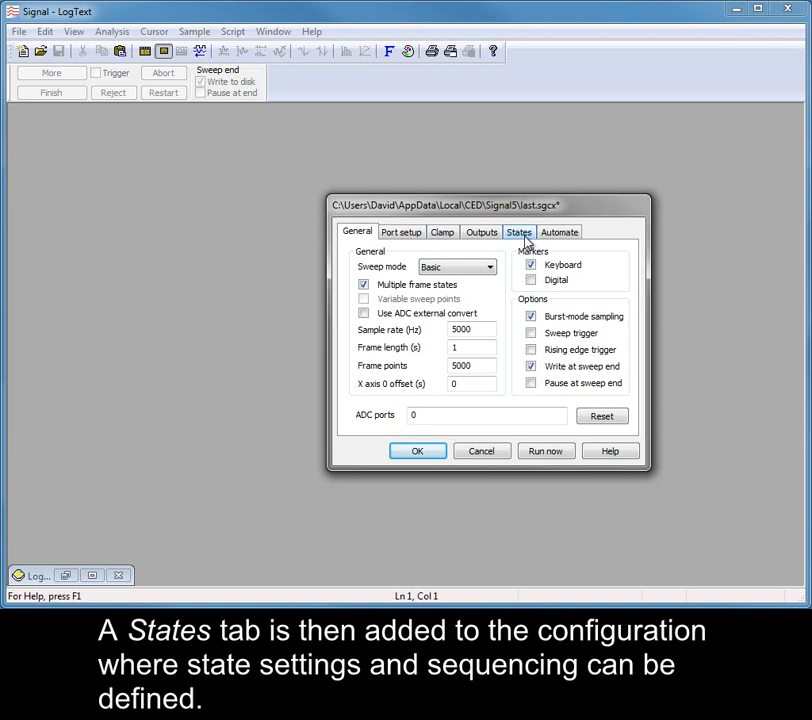 Signal - LogText
File Edit View Analysis Cursor Sample Script Window Help
More Trigger Abort Sweep end
Write to disk
Finish Reject Restart Pause at end
C:\Users\David\AppData\Local\CED\Signal5\last.sgcx*
General Port setup Clamp Outputs States Automate
General
Sweep mode Basic
Multiple frame states
Variable sweep points
Use ADC external convert
Sample rate (Hz) 5000
Frame length (s) 1
Frame points 5000
X axis 0 offset (s) 0
Markers
Keyboard
Digital
Options
Burst-mode sampling
Sweep trigger
Rising edge trigger
Write at sweep end
Pause at sweep end
ADC ports 0 Reset
OK Cancel Run now Help
Log...
For Help, press F1 Ln 1, Col 1
A States tab is then added to the configuration
where state settings and sequencing can be
defined.